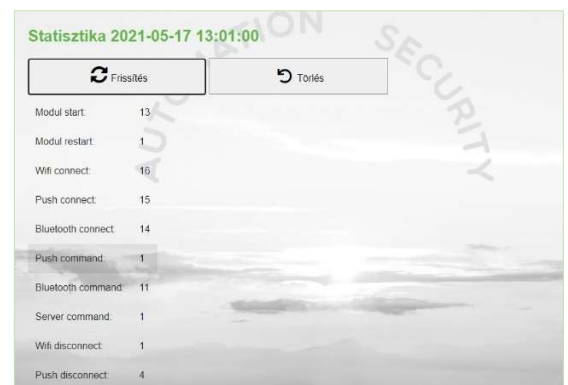 Statisztika 2021-05-17 13:01:00
Frissítés Törlés
Modul start: 13
Modul restart: 1
Wifi connect: 16
Push connect: 15
Bluetooth connect: 14
Push command: 1
Bluetooth command: 11
Server command: 1
Wifi disconnect: 1
Push disconnect: 4
AUTOMATION SECURITY